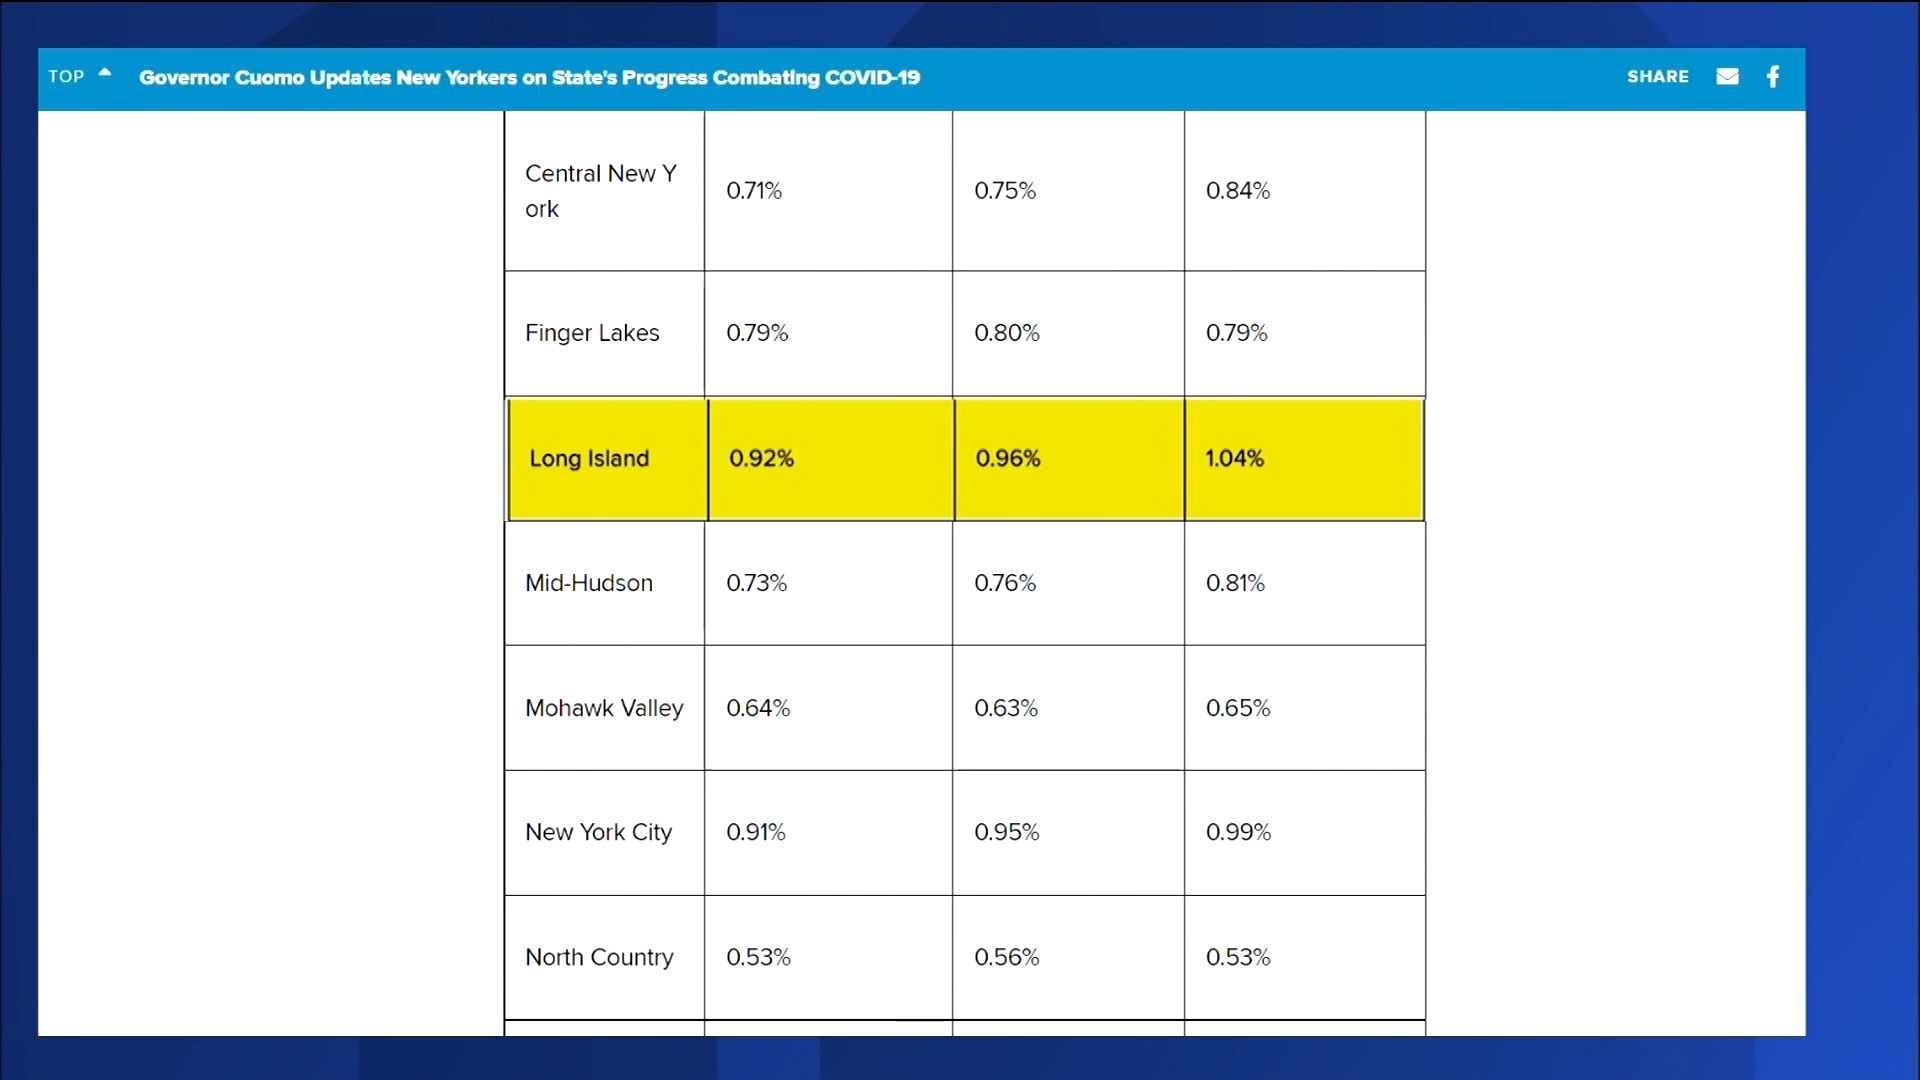 TOP Governor Cuomo Updates New Yorkers on State's Progress Combating COVID-19 SHARE
Central New Y
ork 0.71% 0.75% 0.84%
Finger Lakes 0.79% 0.80% 0.79%
Long Island 0.92% 0.96% 1.04%
Mid-Hudson 0.73% 0.76% 0.81%
Mohawk Valley 0.64% 0.63% 0.65%
New York City 0.91% 0.95% 0.99%
North Country 0.53% 0.56% 0.53%